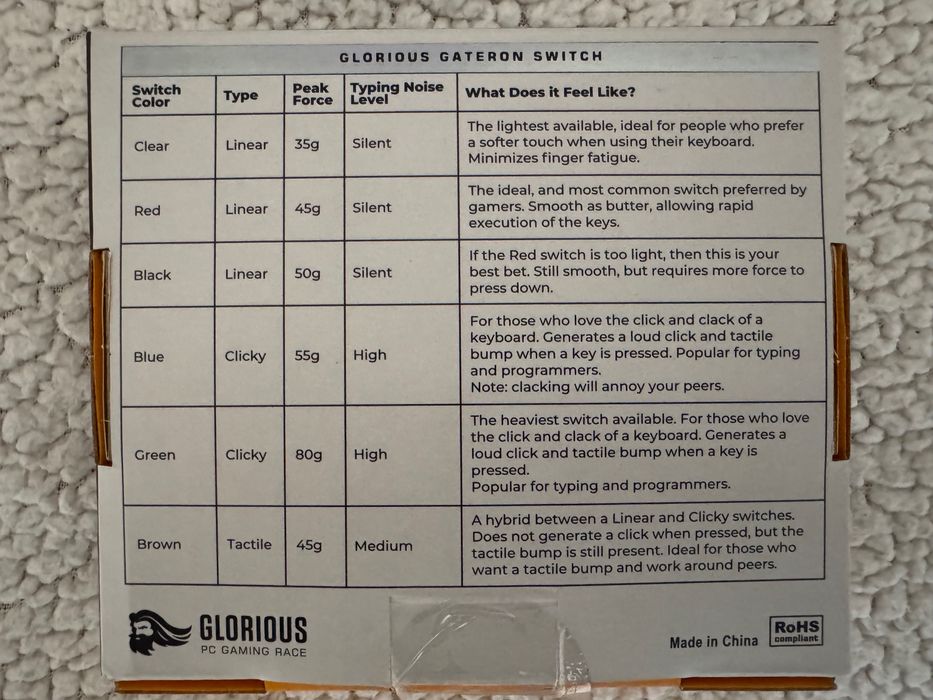 GLORIOUS GATERON SWITCH
Switch Color Type Peak Force Typing Noise Level What Does it Feel Like?
Clear Linear 35g Silent
The lightest available, ideal for people who prefer
a softer touch when using their keyboard.
Minimizes finger fatigue.
Red Linear 45g Silent
The ideal, and most common switch preferred by
gamers. Smooth as butter, allowing rapid
execution of the keys.
Black Linear 50g Silent
If the Red switch is too light, then this is your
best bet. Still smooth, but requires more force to
press down.
Blue Clicky 55g High
For those who love the click and clack of a
keyboard. Generates a loud click and tactile
bump when a key is pressed. Popular for typing
and programmers.
Note: clacking will annoy your peers.
Green Clicky 80g High
The heaviest switch available. For those who love
the click and clack of a keyboard. Generates a
loud click and tactile bump when a key is
pressed.
Popular for typing and programmers.
Brown Tactile 45g Medium
A hybrid between a Linear and Clicky switches.
Does not generate a click when pressed, but the
tactile bump is still present. Ideal for those who
want a tactile bump and work around peers.
GLORIOUS
PC GAMING RACE
Made in China
RoHS
compliant